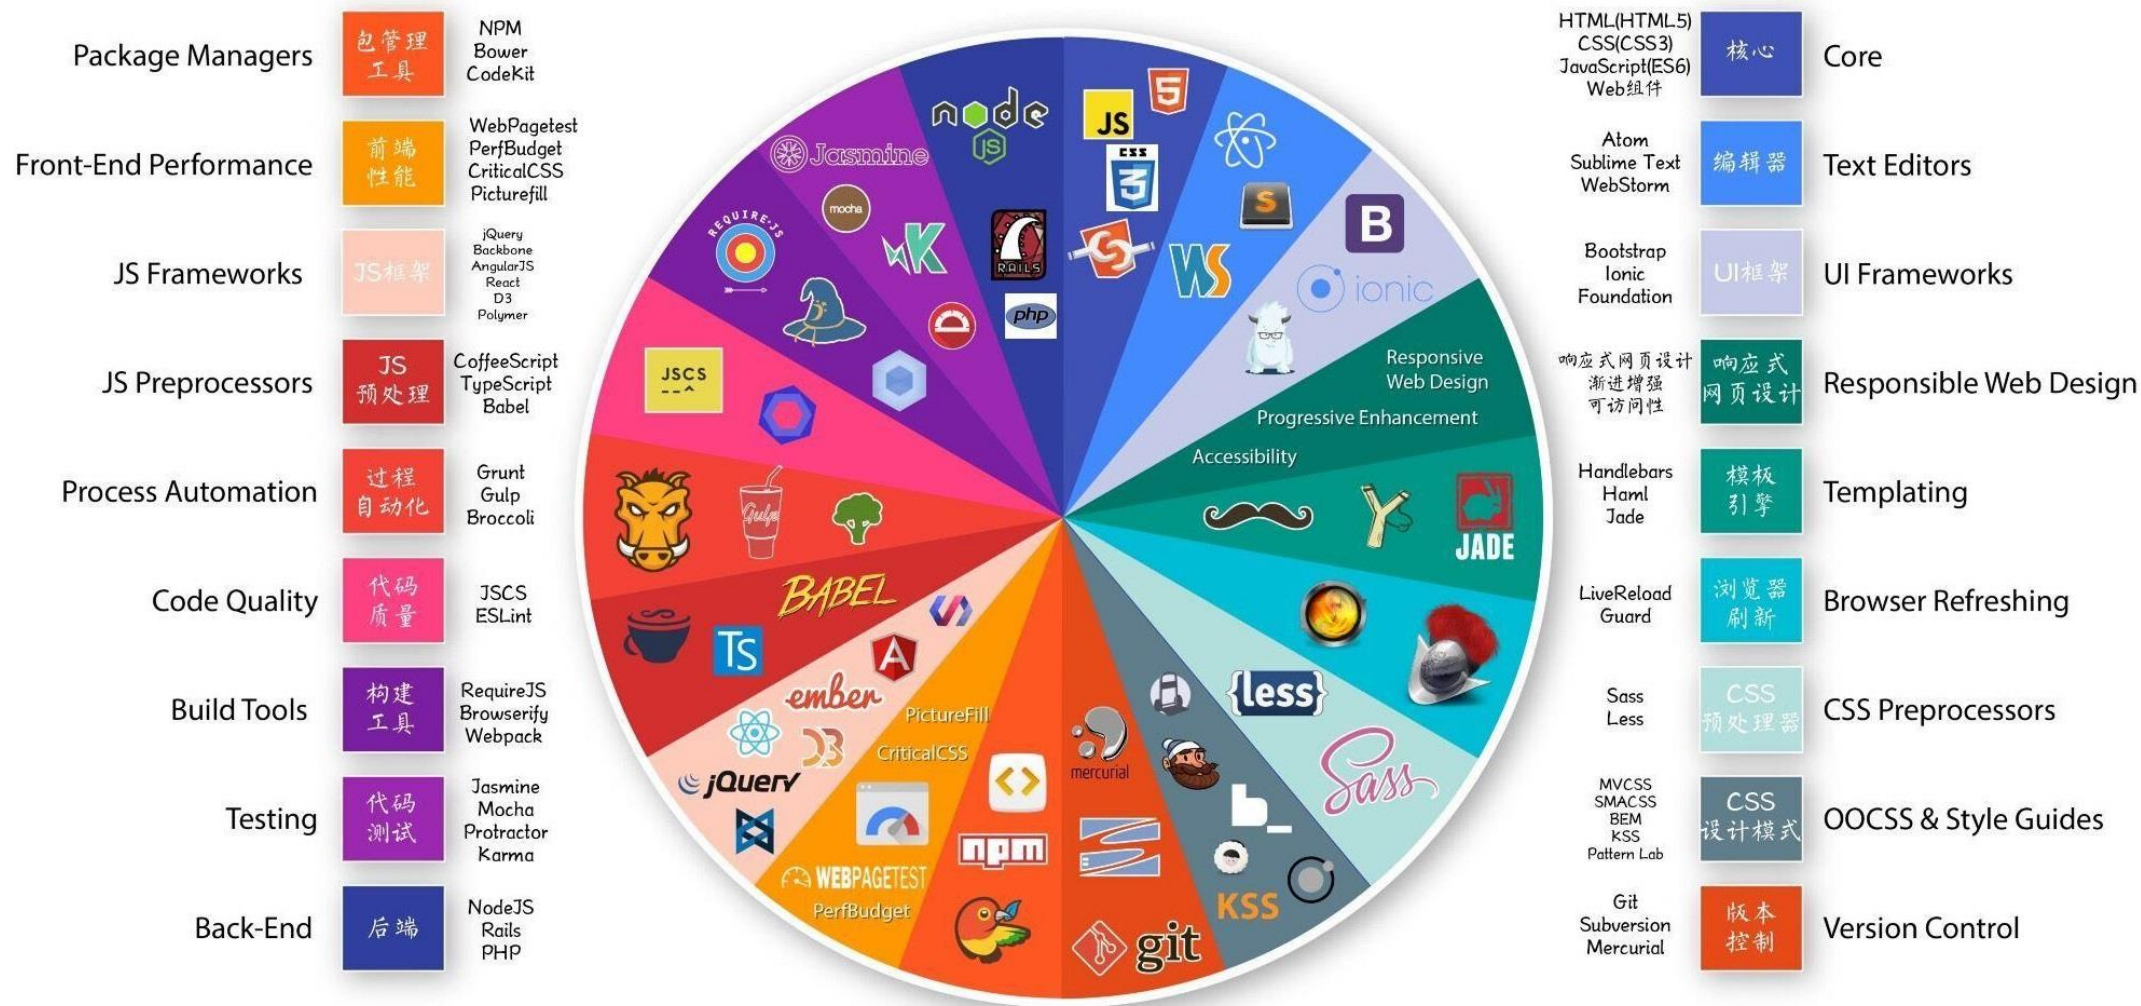 Package Managers
包管理
工具
NPM
Bower
CodeKit
Front-End Performance
前端
性能
WebPagetest
PerfBudget
CriticalCSS
Picturefill
JS Frameworks
JS框架
jQuery
Backbone
AngularJS
React
D3
Polymer
JS Preprocessors
JS
预处理
CoffeeScript
TypeScript
Babel
Process Automation
过程
自动化
Grunt
Gulp
Broccoli
Code Quality
代码
质量
JSCS
ESLint
Build Tools
构建
工具
RequireJS
Browserify
Webpack
Testing
代码
测试
Jasmine
Mocha
Protractor
Karma
Back-End
后端
NodeJS
Rails
PHP
node
JS
Jasmine
mocha
K
REQUIRE-JS
RAILS
php
JSCS
Gulp
BABEL
TS
A
ember
D3
jQuery
PictureFill
CriticalCSS
WEBPAGETEST
PerfBudget
npm
5
JS
CSS
3
S
WS
B
ionic
Responsive
Web Design
Progressive Enhancement
Accessibility
JADE
{less}
Sass
mercurial
b_
KSS
git
HTML(HTML5)
CSS(CSS3)
JavaScript(ES6)
Web组件
核心
Core
Atom
Sublime Text
WebStorm
编辑器
Text Editors
Bootstrap
Ionic
Foundation
UI框架
UI Frameworks
响应式网页设计
渐进增强
可访问性
响应式
网页设计
Responsible Web Design
Handlebars
Haml
Jade
模板
引擎
Templating
LiveReload
Guard
浏览器
刷新
Browser Refreshing
Sass
Less
CSS
预处理器
CSS Preprocessors
MVCSS
SMACSS
BEM
KSS
Pattern Lab
CSS
设计模式
OOCSS & Style Guides
Git
Subversion
Mercurial
版本
控制
Version Control